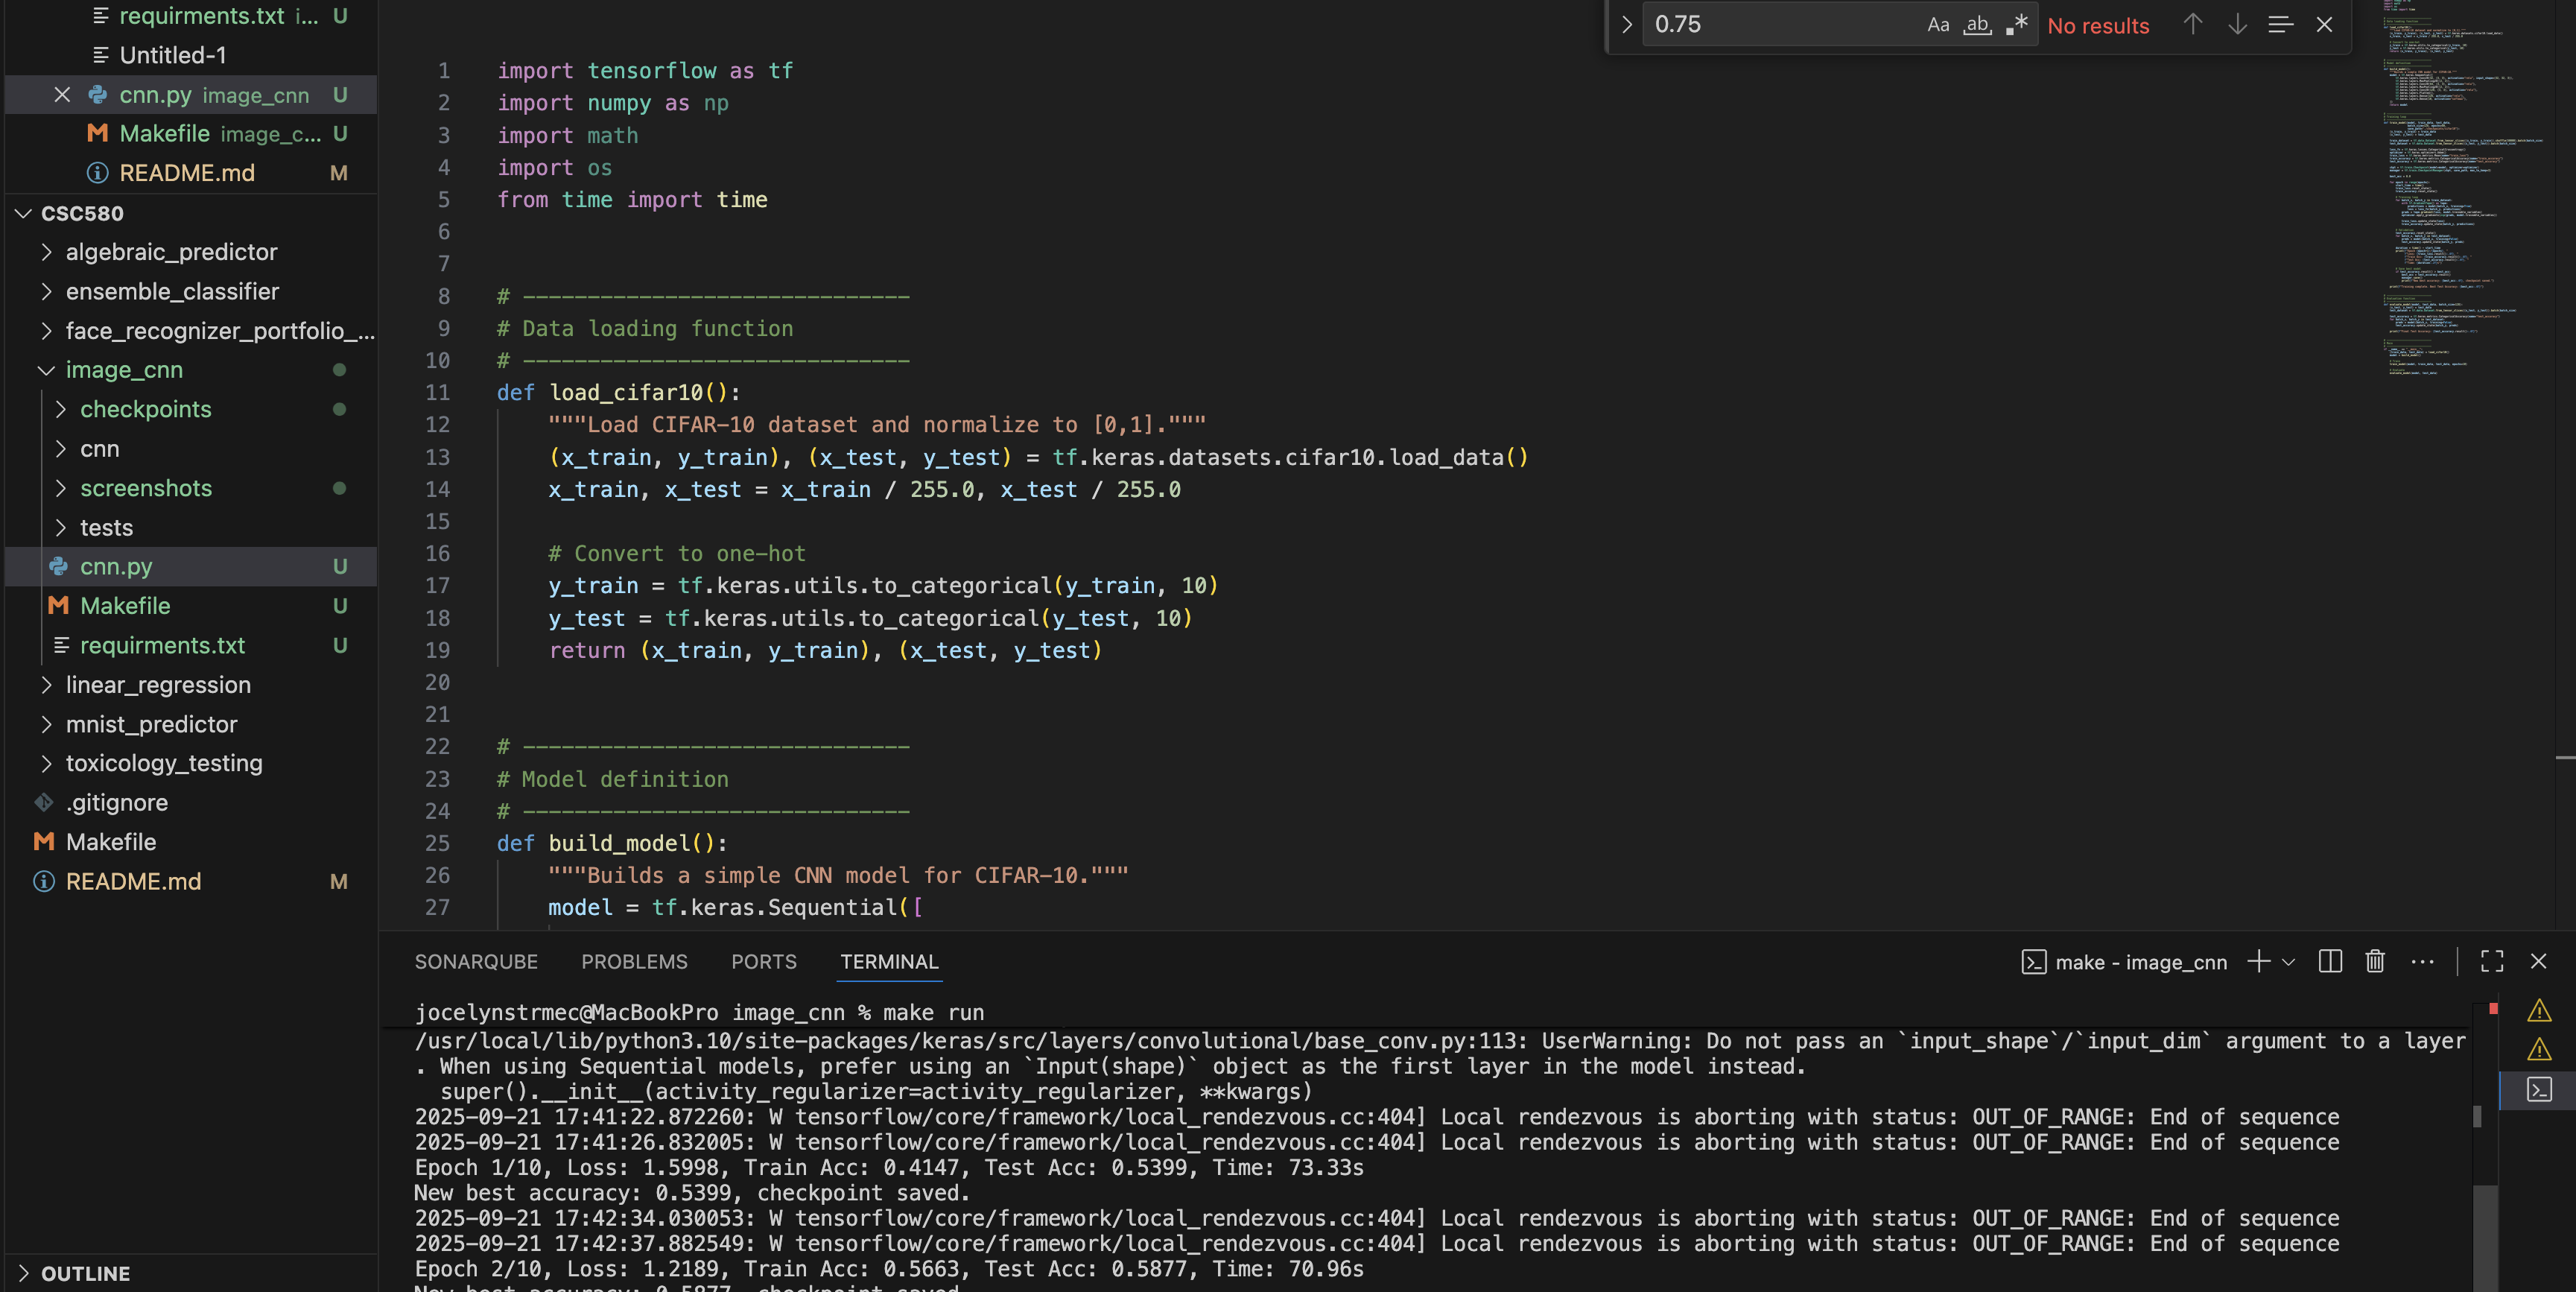 requirments.txt i... U
Untitled-1
cnn.py image_cnn U
Makefile image_c... U
README.md M
CSC580
algebraic_predictor
ensemble_classifier
face_recognizer_portfolio_...
image_cnn
checkpoints
cnn
screenshots
tests
cnn.py U
Makefile U
requirments.txt U
linear_regression
mnist_predictor
toxicology_testing
.gitignore
Makefile
README.md M
OUTLINE
0.75 Aa ab .* No results
1 import tensorflow as tf
2 import numpy as np
3 import math
4 import os
5 from time import time
6
7
8 # ------------------------------
9 # Data loading function
10 # ------------------------------
11 def load_cifar10():
12 """Load CIFAR-10 dataset and normalize to [0,1]."""
13 (x_train, y_train), (x_test, y_test) = tf.keras.datasets.cifar10.load_data()
14 x_train, x_test = x_train / 255.0, x_test / 255.0
15
16 # Convert to one-hot
17 y_train = tf.keras.utils.to_categorical(y_train, 10)
18 y_test = tf.keras.utils.to_categorical(y_test, 10)
19 return (x_train, y_train), (x_test, y_test)
20
21
22 # ------------------------------
23 # Model definition
24 # ------------------------------
25 def build_model():
26 """Builds a simple CNN model for CIFAR-10."""
27 model = tf.keras.Sequential([
SONARQUBE PROBLEMS PORTS TERMINAL make - image_cnn
jocelynstrmec@MacBookPro image_cnn % make run
/usr/local/lib/python3.10/site-packages/keras/src/layers/convolutional/base_conv.py:113: UserWarning: Do not pass an `input_shape`/`input_dim` argument to a layer
. When using Sequential models, prefer using an `Input(shape)` object as the first layer in the model instead.
super().__init__(activity_regularizer=activity_regularizer, **kwargs)
2025-09-21 17:41:22.872260: W tensorflow/core/framework/local_rendezvous.cc:404] Local rendezvous is aborting with status: OUT_OF_RANGE: End of sequence
2025-09-21 17:41:26.832005: W tensorflow/core/framework/local_rendezvous.cc:404] Local rendezvous is aborting with status: OUT_OF_RANGE: End of sequence
Epoch 1/10, Loss: 1.5998, Train Acc: 0.4147, Test Acc: 0.5399, Time: 73.33s
New best accuracy: 0.5399, checkpoint saved.
2025-09-21 17:42:34.030053: W tensorflow/core/framework/local_rendezvous.cc:404] Local rendezvous is aborting with status: OUT_OF_RANGE: End of sequence
2025-09-21 17:42:37.882549: W tensorflow/core/framework/local_rendezvous.cc:404] Local rendezvous is aborting with status: OUT_OF_RANGE: End of sequence
Epoch 2/10, Loss: 1.2189, Train Acc: 0.5663, Test Acc: 0.5877, Time: 70.96s
New best accuracy: 0.5877, checkpoint saved.